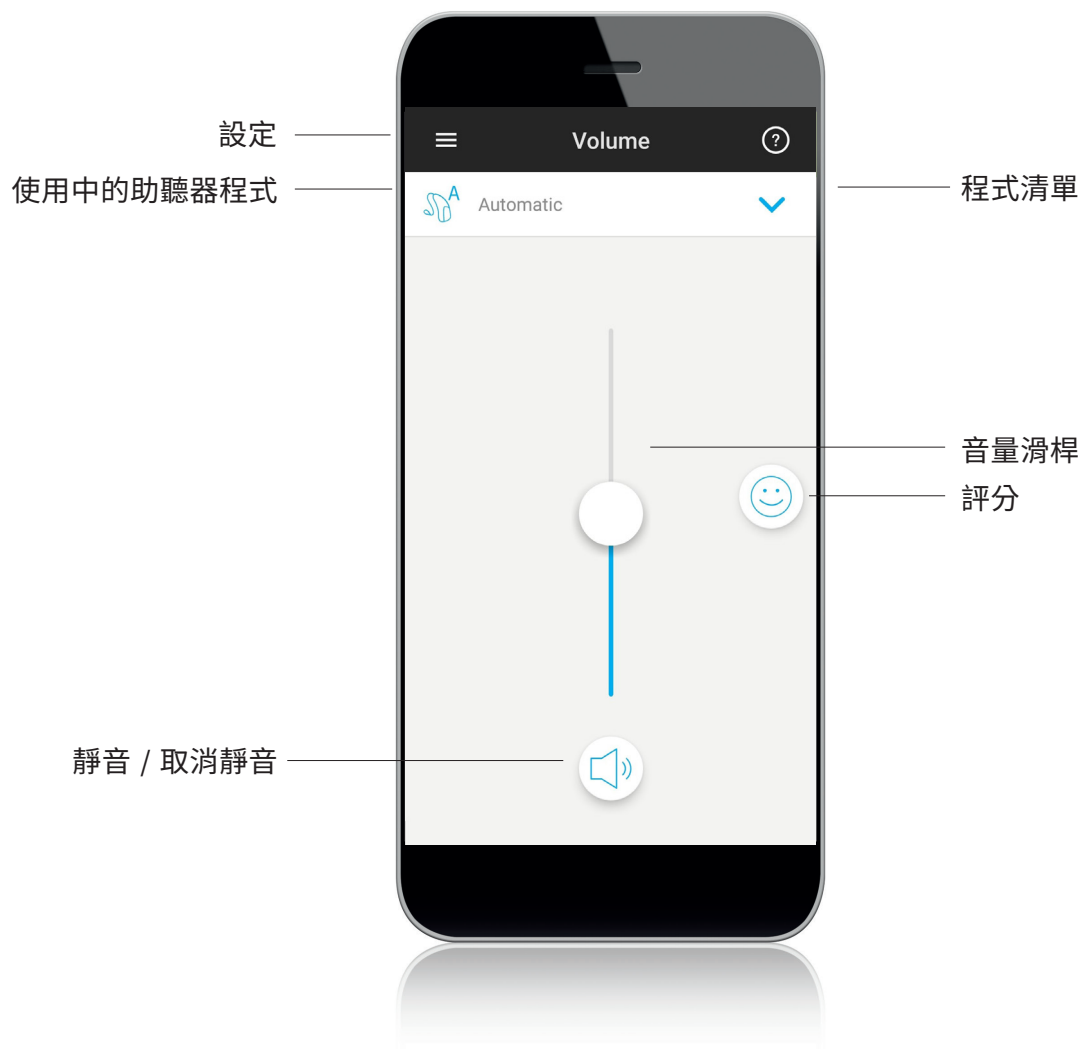 設定
Volume
?
使用中的助聽器程式
A
Automatic
程式清單
音量滑桿
評分
靜音 / 取消靜音